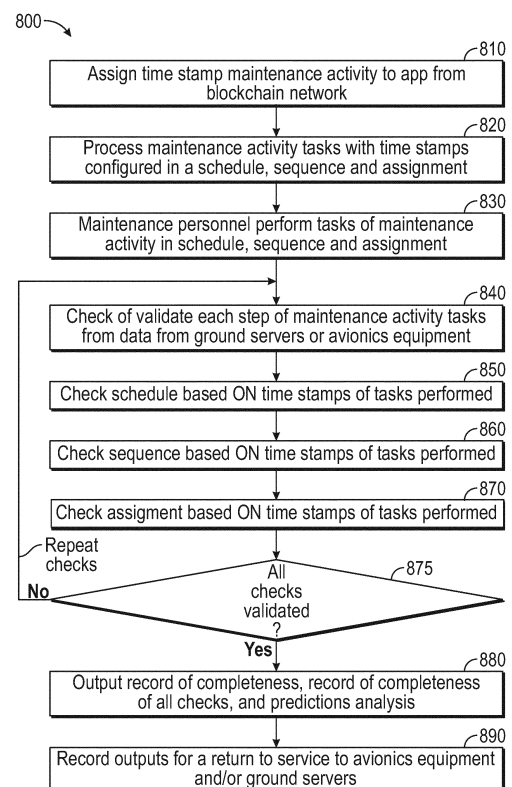 800
810
Assign time stamp maintenance activity to app from
blockchain network
820
Process maintenance activity tasks with time stamps
configured in a schedule, sequence and assignment
830
Maintenance personnel perform tasks of maintenance
activity in schedule, sequence and assignment
840
Check of validate each step of maintenance activity tasks
from data from ground servers or avionics equipment
850
Check schedule based ON time stamps of tasks performed
860
Check sequence based ON time stamps of tasks performed
870
Check assigment based ON time stamps of tasks performed
Repeat
checks
875
All
checks
validated
?
No
Yes
880
Output record of completeness, record of completeness
of all checks, and predictions analysis
890
Record outputs for a return to service to avionics equipment
and/or ground servers